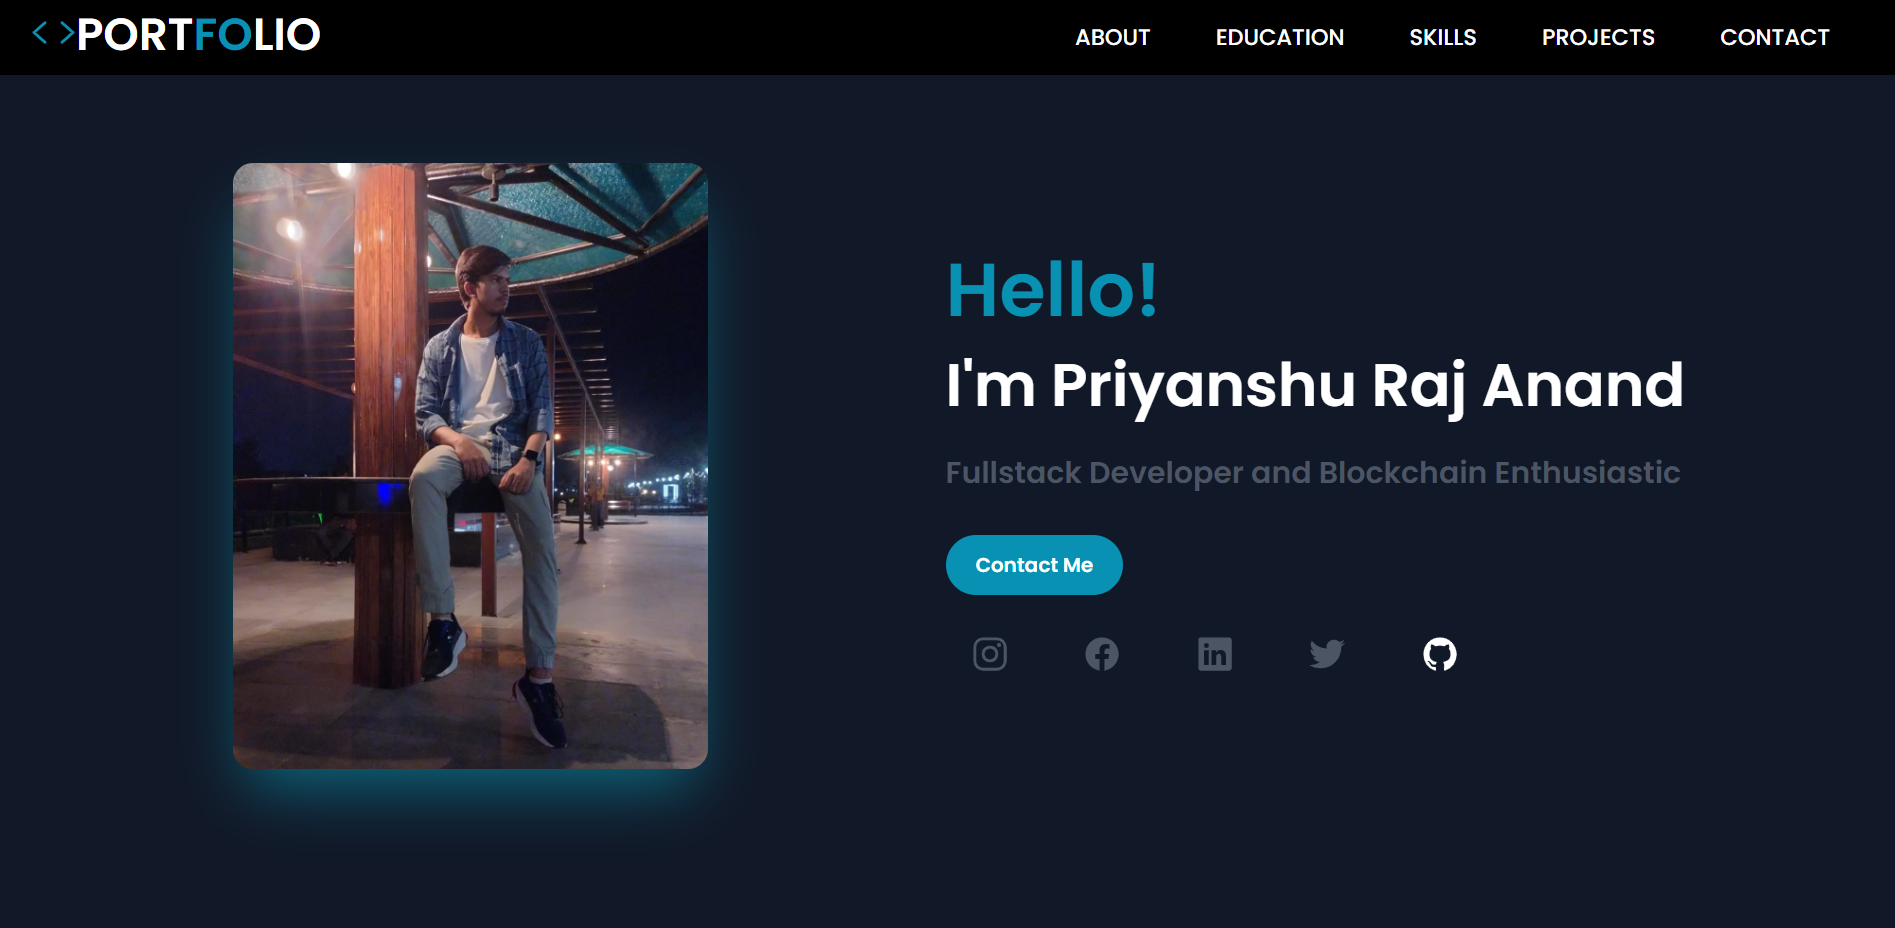 < >PORTFOLIO
ABOUT EDUCATION SKILLS PROJECTS CONTACT
Hello!
I'm Priyanshu Raj Anand
Fullstack Developer and Blockchain Enthusiastic
Contact Me